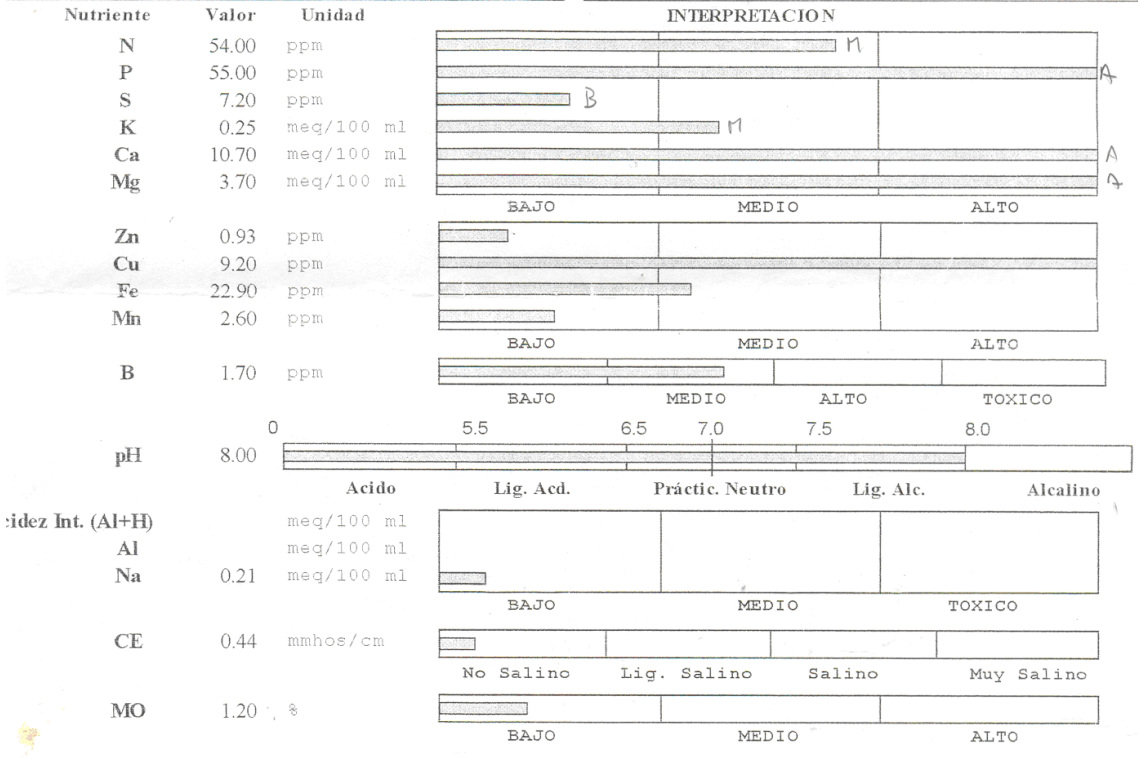 Nutriente Valor Unidad INTERPRETACION
N 54.00 ppm M
P 55.00 ppm A
S 7.20 ppm B
K 0.25 meq/100 ml M
Ca 10.70 meq/100 ml A
Mg 3.70 meq/100 ml A
BAJO MEDIO ALTO
Zn 0.93 ppm
Cu 9.20 ppm
Fe 22.90 ppm
Mn 2.60 ppm
BAJO MEDIO ALTO
B 1.70 ppm
BAJO MEDIO ALTO TOXICO
0 5.5 6.5 7.0 7.5 8.0
pH 8.00
Acido Lig. Acd. Práctic. Neutro Lig. Alc. Alcalino
idez Int. (Al+H) meq/100 ml
Al meq/100 ml
Na 0.21 meq/100 ml
BAJO MEDIO TOXICO
CE 0.44 mmhos/cm
No Salino Lig. Salino Salino Muy Salino
MO 1.20 %
BAJO MEDIO ALTO